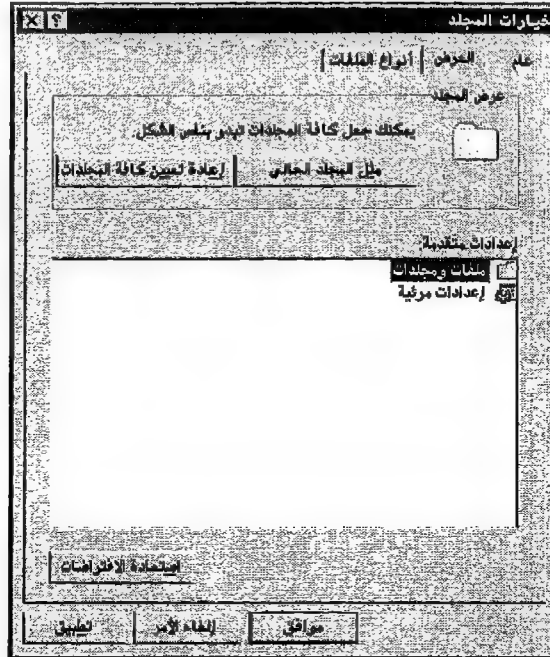 خيارات المجلد
عام العرض أنواع الملفات
عرض المجلد
يمكنك جعل كافة المجلدات تبدو بنفس الشكل.
مثل المجلد الحالي إعادة تعيين كافة المجلدات
إعدادات متقدمة:
ملفات ومجلدات
إعدادات مرئية
استعادة الافتراضات
موافق إلغاء الأمر تطبيق